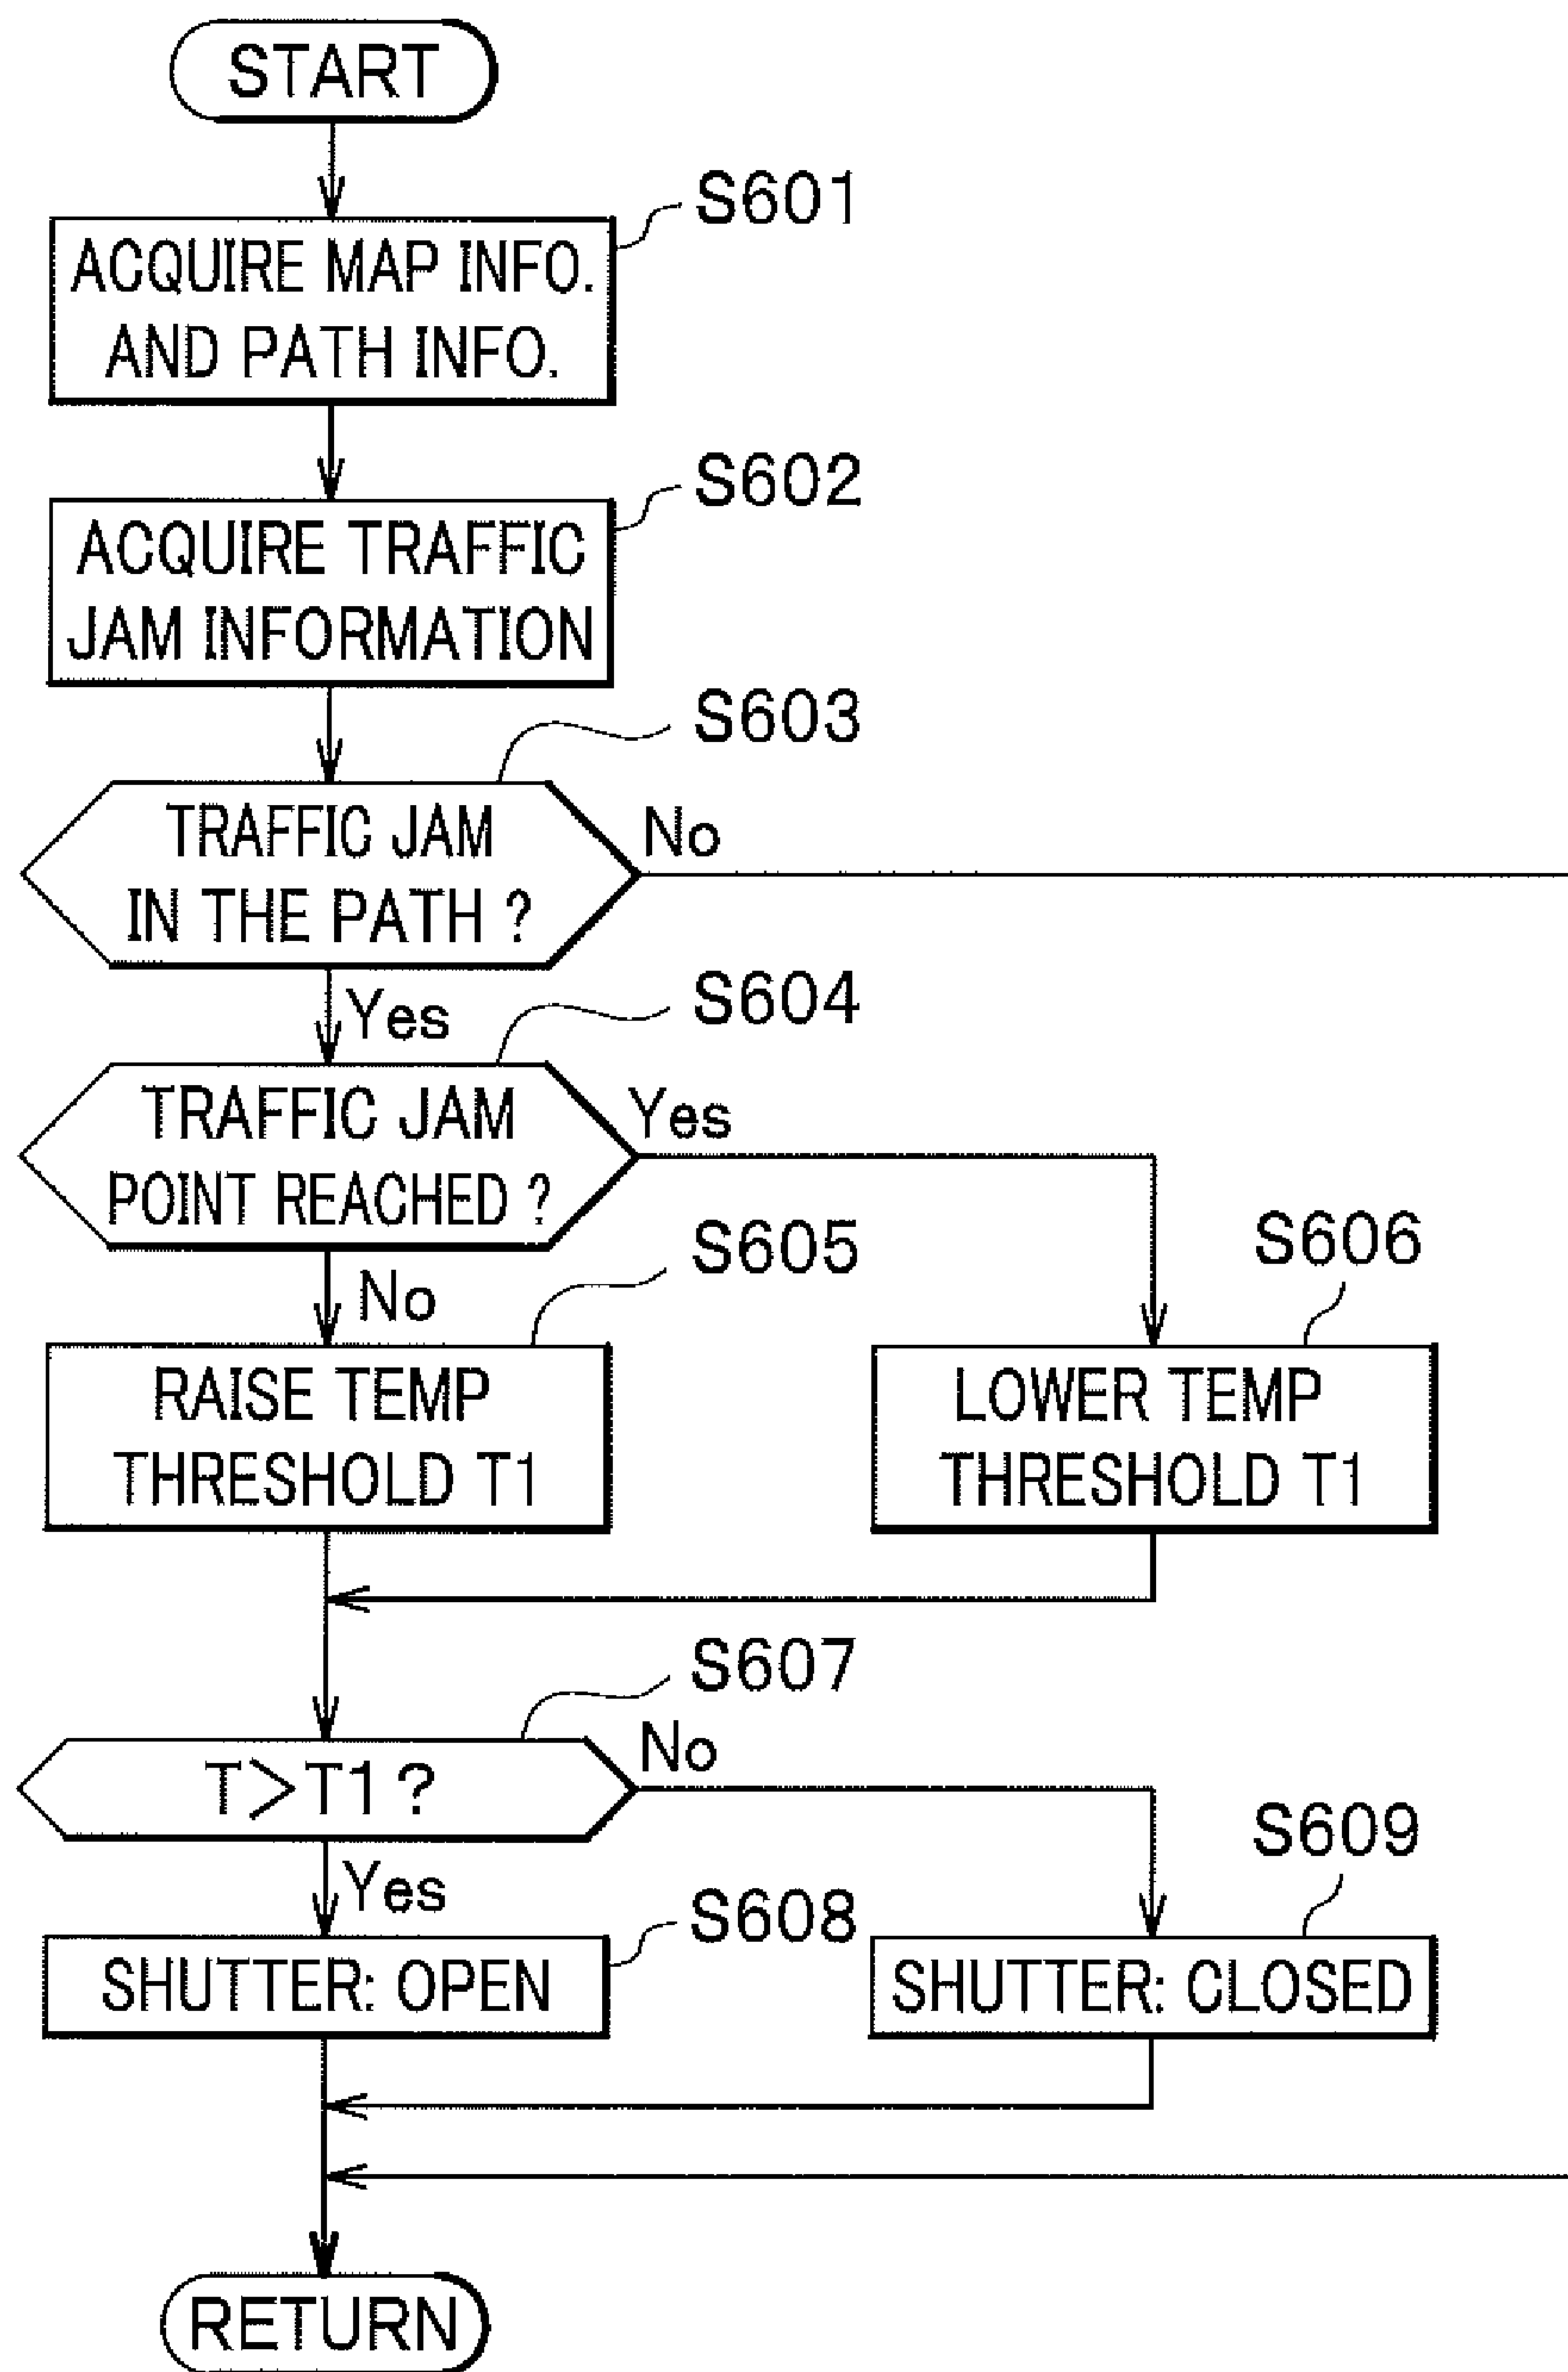 START
S601
ACQUIRE MAP INFO.
AND PATH INFO.
S602
ACQUIRE TRAFFIC
JAM INFORMATION
S603
TRAFFIC JAM
IN THE PATH ?
No
Yes
S604
TRAFFIC JAM
POINT REACHED ?
Yes
No
S605
RAISE TEMP
THRESHOLD T1
S606
LOWER TEMP
THRESHOLD T1
S607
T>T1 ?
No
Yes
S608
SHUTTER: OPEN
S609
SHUTTER: CLOSED
RETURN